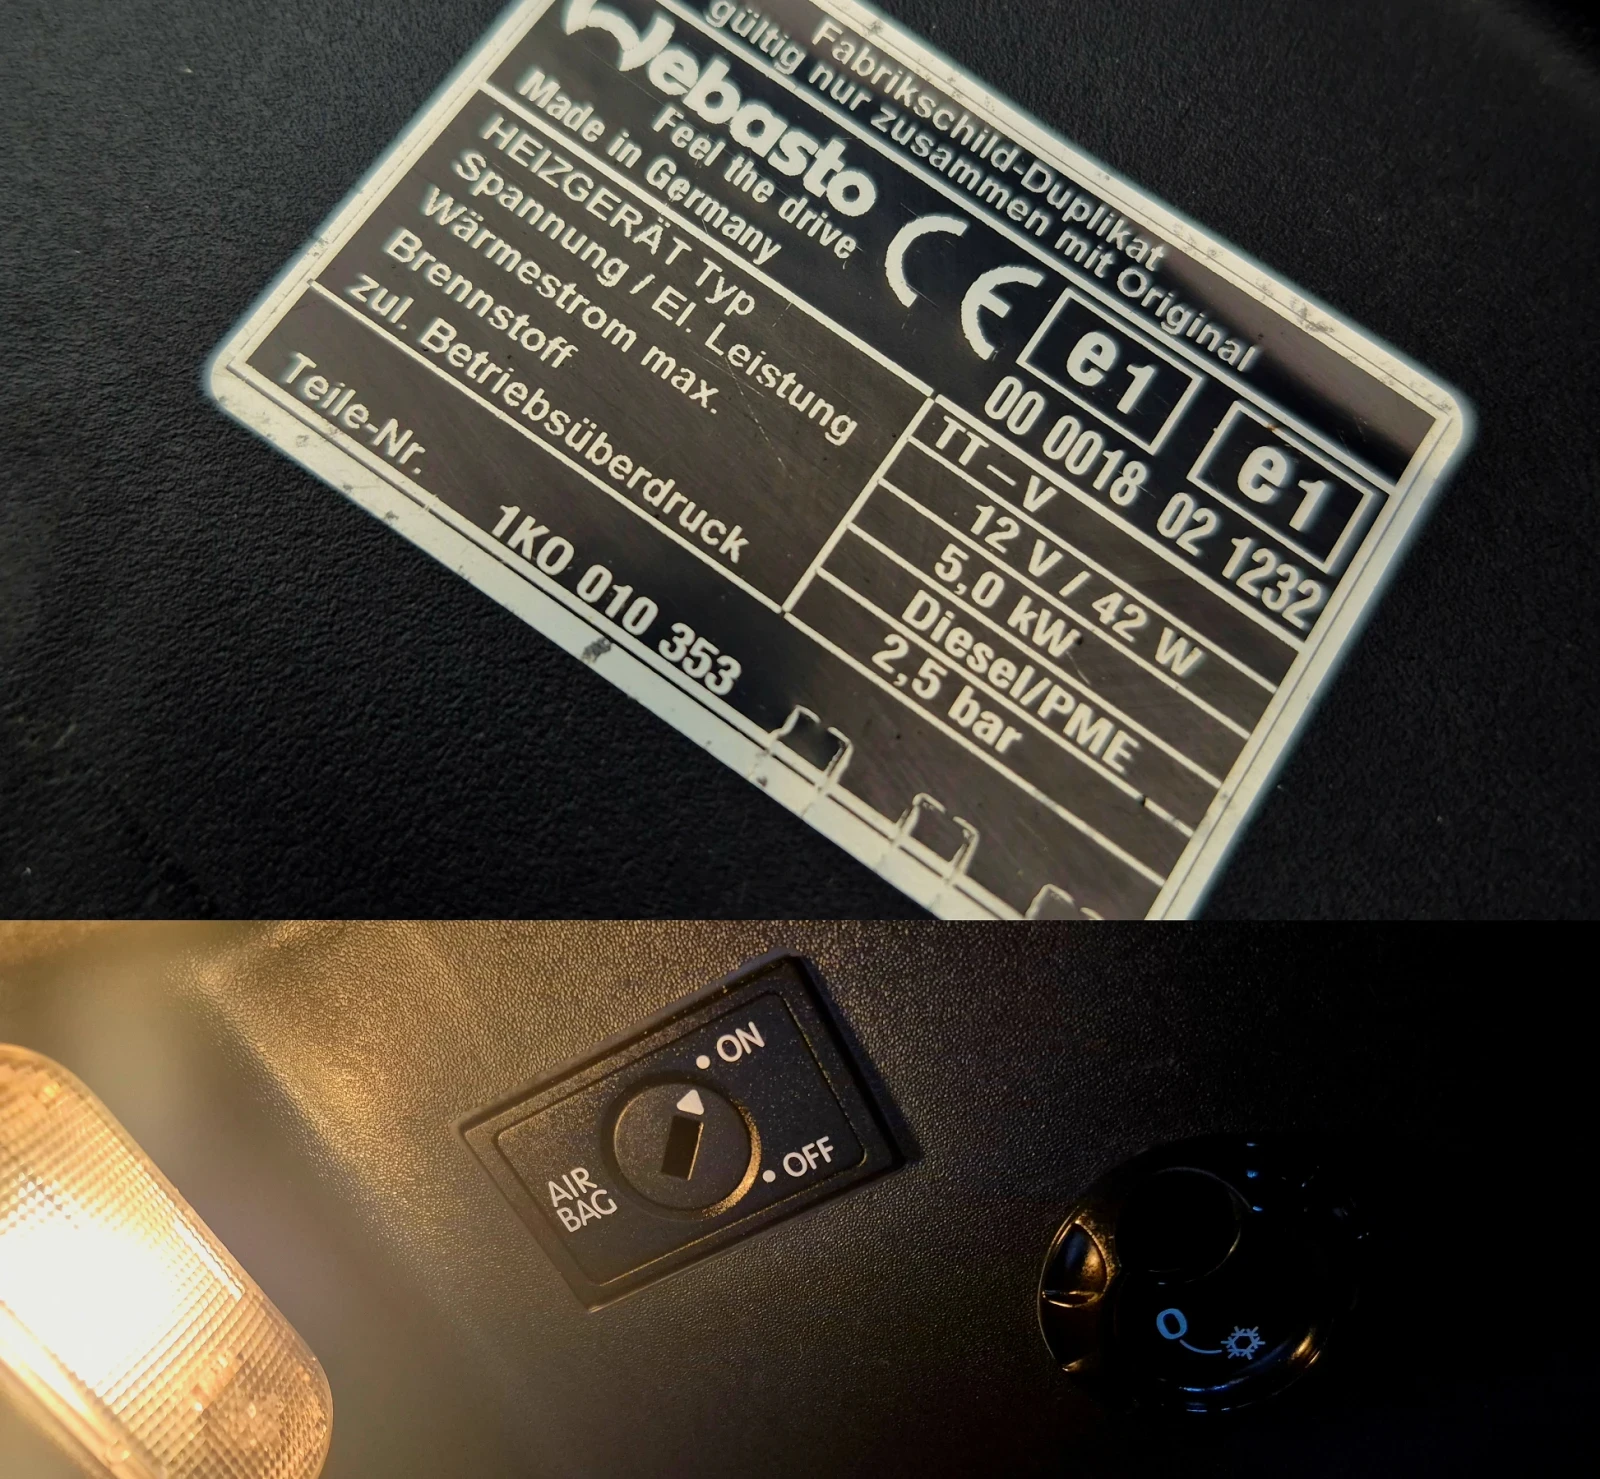 Fabrikschild-Duplikat
gültig nur zusammen mit Original
Webasto
Feel the drive
Made in Germany
CE
e1
e1
00 0018
02 1232
HEIZGERÄT Typ
TT-V
Spannung / El. Leistung
12 V / 42 W
Wärmestrom max.
5,0 kW
Brennstoff
Diesel/PME
zul. Betriebsüberdruck
2,5 bar
Teile-Nr.
1K0 010 353
ON
OFF
AIR
BAG
0